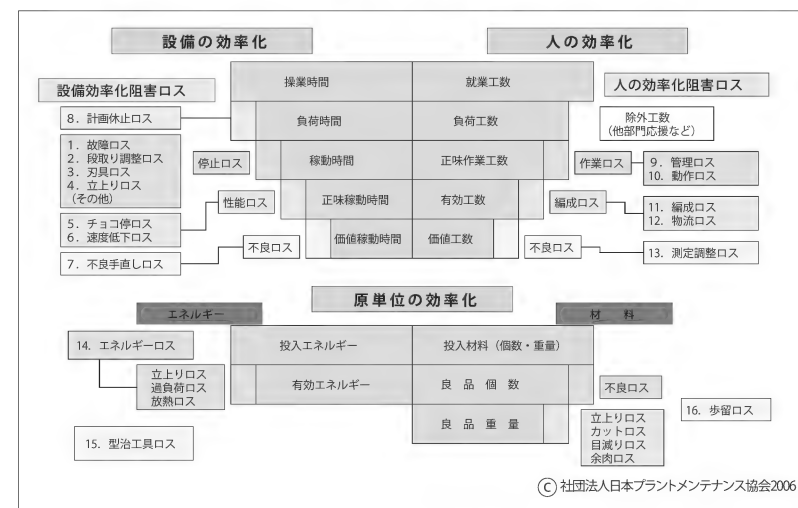 設備の効率化
人の効率化
設備効率化阻害ロス
人の効率化阻害ロス
操業時間
就業工数
8. 計画休止ロス
負荷時間
負荷工数
除外工数
(他部門応援など)
1. 故障ロス
2. 段取り調整ロス
3. 刃具ロス
4. 立上りロス
(その他)
停止ロス
稼動時間
正味作業工数
作業ロス
9. 管理ロス
10. 動作ロス
5. チョコ停ロス
6. 速度低下ロス
性能ロス
正味稼動時間
有効工数
編成ロス
11. 編成ロス
12. 物流ロス
7. 不良手直しロス
不良ロス
価値稼動時間
価値工数
不良ロス
13. 測定調整ロス
原単位の効率化
エネルギー
材 料
14. エネルギーロス
投入エネルギー
投入材料(個数・重量)
立上りロス
過負荷ロス
放熱ロス
有効エネルギー
良 品 個 数
不良ロス
15. 型治工具ロス
良 品 重 量
立上りロス
カットロス
目減りロス
余肉ロス
16. 歩留ロス
Ⓒ 社団法人日本プラントメンテナンス協会2006